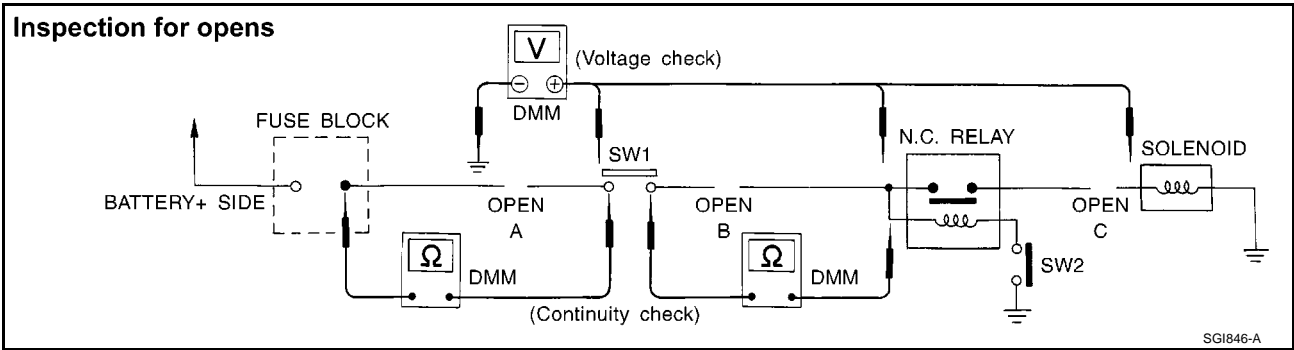 Inspection for opens
V
(Voltage check)
− +
DMM
FUSE BLOCK
SW1
N.C. RELAY
SOLENOID
BATTERY+ SIDE
OPEN
A
OPEN
B
OPEN
C
Ω
DMM
Ω
DMM
SW2
(Continuity check)
SGI846-A